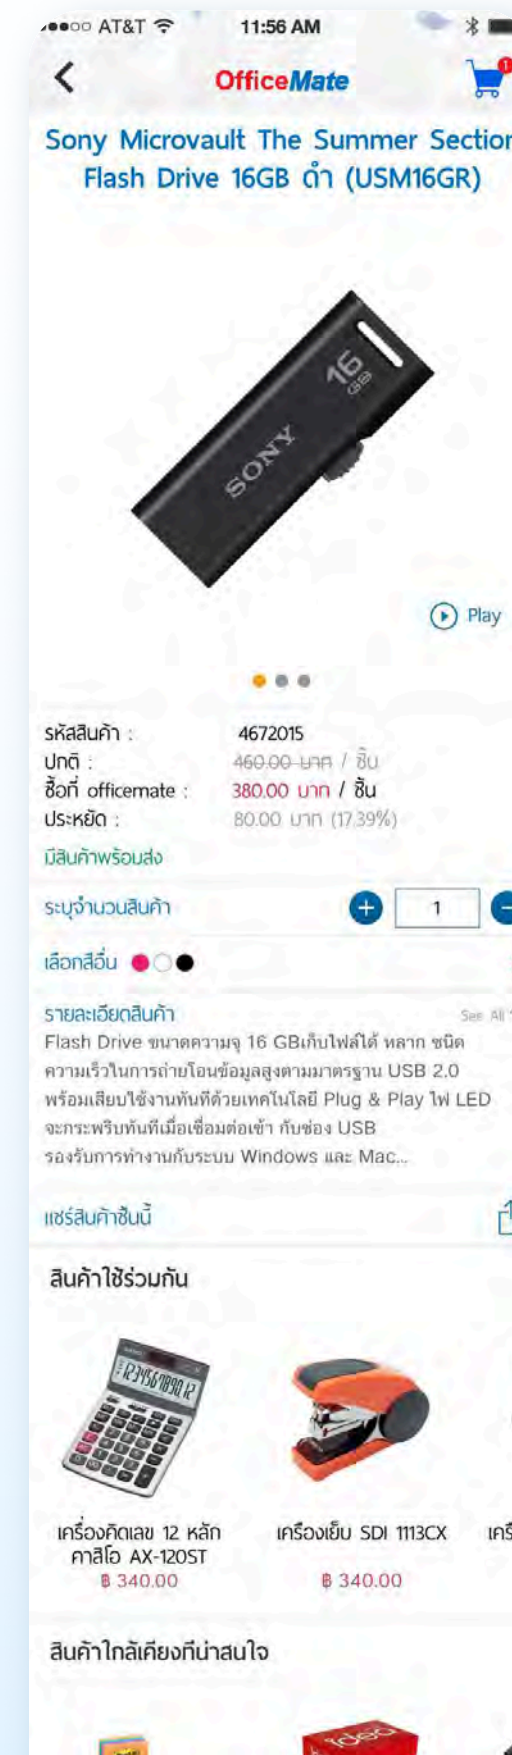 AT&T 11:56 AM
OfficeMate
1
Sony Microvault The Summer Section
Flash Drive 16GB ดำ (USM16GR)
16
GB
SONY
Play
รหัสสินค้า : 4672015
ปกติ : 460.00 บาท / ชิ้น
ซื้อที่ officemate : 380.00 บาท / ชิ้น
ประหยัด : 80.00 บาท (17.39%)
มีสินค้าพร้อมส่ง
ระบุจำนวนสินค้า + 1
เลือกสีอื่น
รายละเอียดสินค้า See All
Flash Drive ขนาดความจุ 16 GBเก็บไฟล์ได้ หลาก ชนิด
ความเร็วในการถ่ายโอนข้อมูลสูงตามมาตรฐาน USB 2.0
พร้อมเสียบใช้งานทันทีด้วยเทคโนโลยี Plug & Play ไฟ LED
จะกระพริบทันทีเมื่อเชื่อมต่อเข้า กับช่อง USB
รองรับการทำงานกับระบบ Windows และ Mac...
แชร์สินค้าชิ้นนี้
สินค้าใช้ร่วมกัน
เครื่องคิดเลข 12 หลัก
คาสิโอ AX-120ST
฿ 340.00
เครื่องเย็บ SDI 1113CX
฿ 340.00
สินค้าใกล้เคียงที่น่าสนใจ
idea